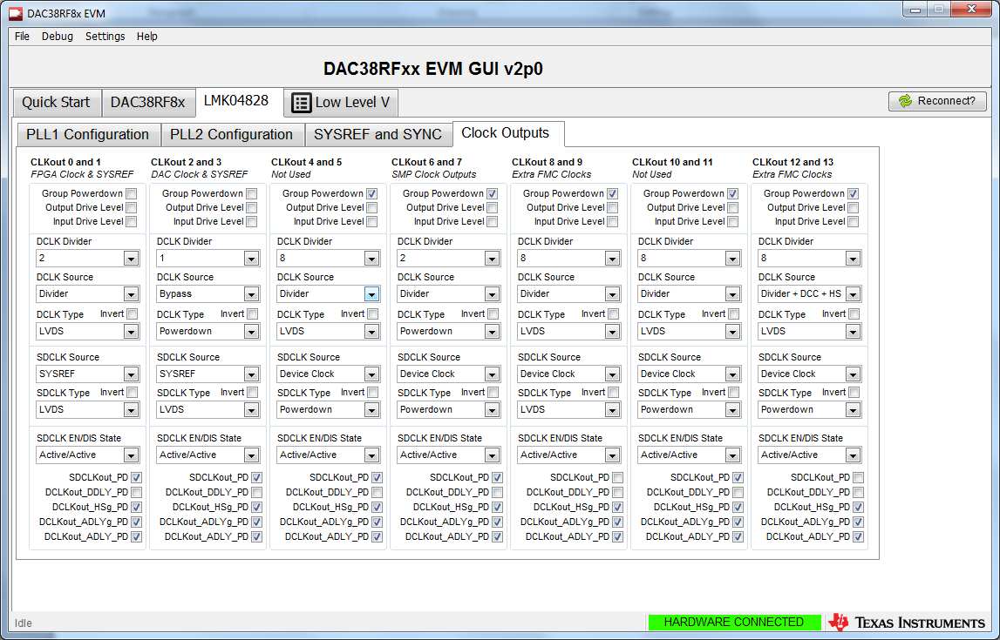 DAC38RF8x EVM
File Debug Settings Help
DAC38RFxx EVM GUI v2p0
Quick Start DAC38RF8x LMK04828 Low Level V Reconnect?
PLL1 Configuration PLL2 Configuration SYSREF and SYNC Clock Outputs
CLKout 0 and 1 CLKout 2 and 3 CLKout 4 and 5 CLKout 6 and 7 CLKout 8 and 9 CLKout 10 and 11 CLKout 12 and 13
FPGA Clock & SYSREF DAC Clock & SYSREF Not Used SMP Clock Outputs Extra FMC Clocks Not Used Extra FMC Clocks
Group Powerdown Group Powerdown Group Powerdown Group Powerdown Group Powerdown Group Powerdown Group Powerdown
Output Drive Level Output Drive Level Output Drive Level Output Drive Level Output Drive Level Output Drive Level Output Drive Level
Input Drive Level Input Drive Level Input Drive Level Input Drive Level Input Drive Level Input Drive Level Input Drive Level
DCLK Divider DCLK Divider DCLK Divider DCLK Divider DCLK Divider DCLK Divider DCLK Divider
2 1 8 2 8 8 8
DCLK Source DCLK Source DCLK Source DCLK Source DCLK Source DCLK Source DCLK Source
Divider Bypass Divider Divider Divider Divider Divider + DCC + HS
DCLK Type Invert DCLK Type Invert DCLK Type Invert DCLK Type Invert DCLK Type Invert DCLK Type Invert DCLK Type Invert
LVDS Powerdown LVDS Powerdown LVDS LVDS LVDS
SDCLK Source SDCLK Source SDCLK Source SDCLK Source SDCLK Source SDCLK Source SDCLK Source
SYSREF SYSREF Device Clock Device Clock Device Clock Device Clock Device Clock
SDCLK Type Invert SDCLK Type Invert SDCLK Type Invert SDCLK Type Invert SDCLK Type Invert SDCLK Type Invert SDCLK Type Invert
LVDS LVDS Powerdown Powerdown LVDS Powerdown Powerdown
SDCLK EN/DIS State SDCLK EN/DIS State SDCLK EN/DIS State SDCLK EN/DIS State SDCLK EN/DIS State SDCLK EN/DIS State SDCLK EN/DIS State
Active/Active Active/Active Active/Active Active/Active Active/Active Active/Active Active/Active
SDCLKout_PD SDCLKout_PD SDCLKout_PD SDCLKout_PD SDCLKout_PD SDCLKout_PD SDCLKout_PD
DCLKout_DDLY_PD DCLKout_DDLY_PD DCLKout_DDLY_PD DCLKout_DDLY_PD DCLKout_DDLY_PD DCLKout_DDLY_PD DCLKout_DDLY_PD
DCLKout_HSg_PD DCLKout_HSg_PD DCLKout_HSg_PD DCLKout_HSg_PD DCLKout_HSg_PD DCLKout_HSg_PD DCLKout_HSg_PD
DCLKout_ADLYg_PD DCLKout_ADLYg_PD DCLKout_ADLYg_PD DCLKout_ADLYg_PD DCLKout_ADLYg_PD DCLKout_ADLYg_PD DCLKout_ADLYg_PD
DCLKout_ADLY_PD DCLKout_ADLY_PD DCLKout_ADLY_PD DCLKout_ADLY_PD DCLKout_ADLY_PD DCLKout_ADLY_PD DCLKout_ADLY_PD
Idle HARDWARE CONNECTED TEXAS INSTRUMENTS